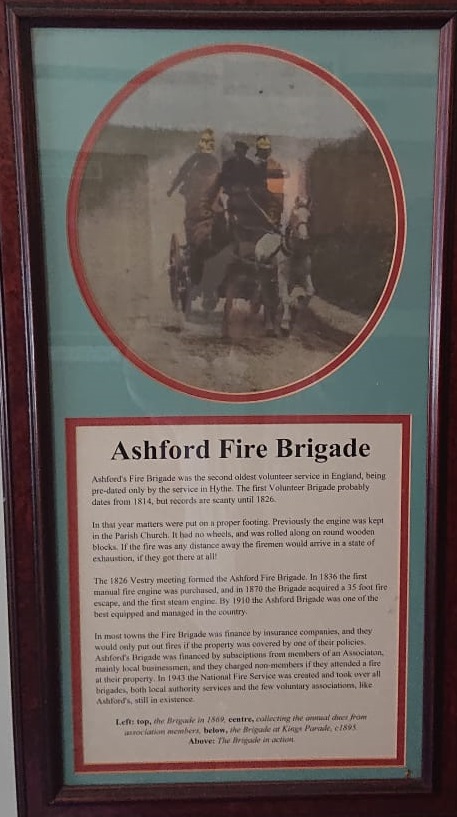 Ashford Fire Brigade
Ashford's Fire Brigade was the second oldest volunteer service in England, being
pre-dated only by the service in Hythe. The first Volunteer Brigade probably
dates from 1814, but records are scanty until 1826.
In that year matters were put on a proper footing. Previously the engine was kept
in the Parish Church. It had no wheels, and was rolled along on round wooden
blocks. If the fire was any distance away the firemen would arrive in a state of
exhaustion, if they got there at all!
The 1826 Vestry meeting formed the Ashford Fire Brigade. In 1836 the first
manual fire engine was purchased, and in 1870 the Brigade acquired a 35 foot fire
escape, and the first steam engine. By 1910 the Ashford Brigade was one of the
best equipped and managed in the country.
In most towns the Fire Brigade was finance by insurance companies, and they
would only put out fires if the property was covered by one of their policies.
Ashford's Brigade was financed by subsciptions from members of an Associaton,
mainly local businessmen, and they charged non-members if they attended a fire
at their property. In 1943 the National Fire Service was created and took over all
brigades, both local authority services and the few voluntary associations, like
Ashford's, still in existence.
Left: top, the Brigade in 1869, centre, collecting the annual dues from
association members, below, the Brigade at Kings Parade, c1895.
Above: The Brigade in action.